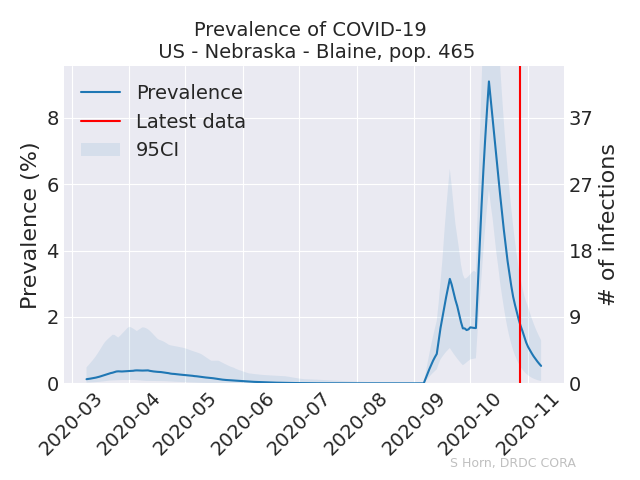 Prevalence of COVID-19
US - Nebraska - Blaine, pop. 465
Prevalence
Latest data
95CI
Prevalence (%)
8
6
4
2
0
37
27
18
9
0
# of infections
2020-03
2020-04
2020-05
2020-06
2020-07
2020-08
2020-09
2020-10
2020-11
S Horn, DRDC CORA